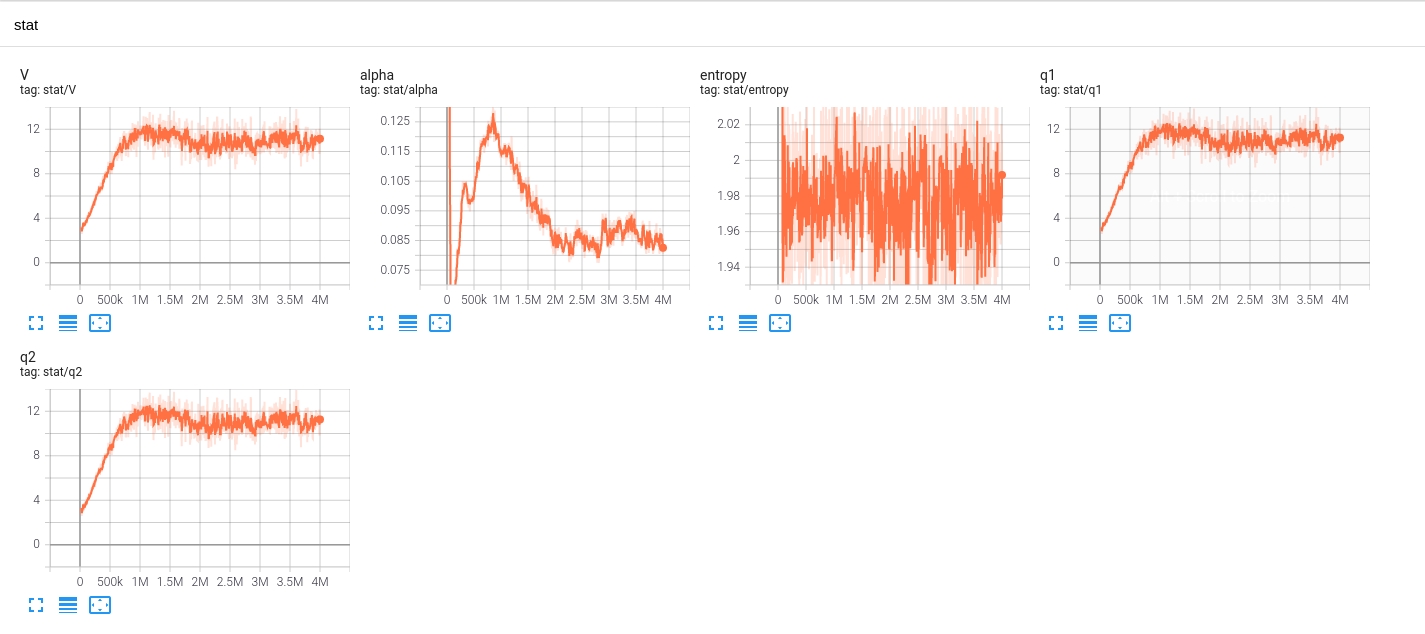 stat
V
tag: stat/V
12
8
4
0
0 500k 1M 1.5M 2M 2.5M 3M 3.5M 4M
alpha
tag: stat/alpha
0.125
0.115
0.105
0.095
0.085
0.075
0 500k 1M 1.5M 2M 2.5M 3M 3.5M 4M
entropy
tag: stat/entropy
2.02
2
1.98
1.96
1.94
0 500k 1M 1.5M 2M 2.5M 3M 3.5M 4M
q1
tag: stat/q1
12
8
4
0
0 500k 1M 1.5M 2M 2.5M 3M 3.5M 4M
q2
tag: stat/q2
12
8
4
0
0 500k 1M 1.5M 2M 2.5M 3M 3.5M 4M